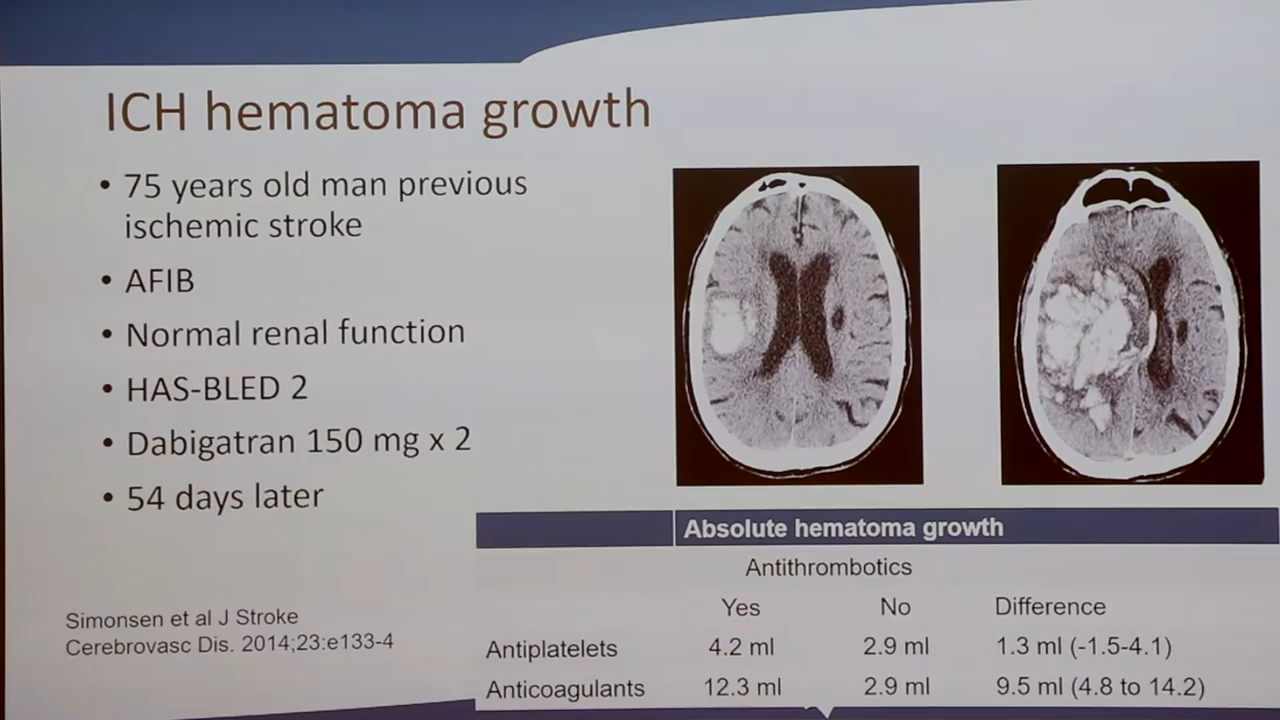 ICH hematoma growth
• 75 years old man previous
ischemic stroke
• AFIB
• Normal renal function
• HAS-BLED 2
• Dabigatran 150 mg x 2
• 54 days later
Simonsen et al J Stroke
Cerebrovasc Dis. 2014;23:e133-4
Absolute hematoma growth
Antithrombotics
Yes No Difference
Antiplatelets 4.2 ml 2.9 ml 1.3 ml (-1.5-4.1)
Anticoagulants 12.3 ml 2.9 ml 9.5 ml (4.8 to 14.2)